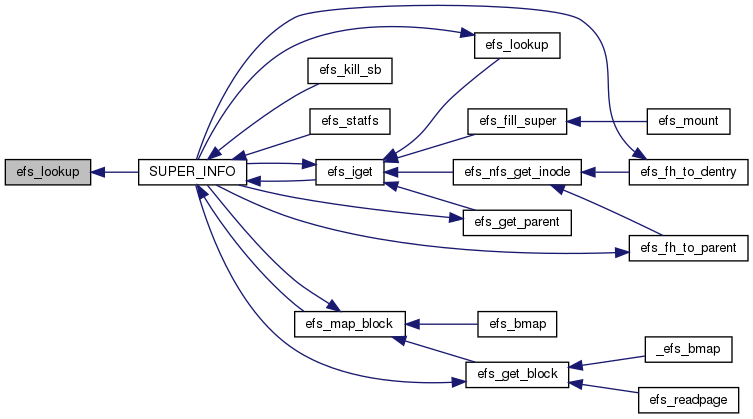 efs_lookup
efs_kill_sb
efs_statfs
efs_fill_super
efs_mount
efs_lookup
SUPER_INFO
efs_iget
efs_nfs_get_inode
efs_fh_to_dentry
efs_get_parent
efs_fh_to_parent
efs_map_block
efs_bmap
_efs_bmap
efs_get_block
efs_readpage